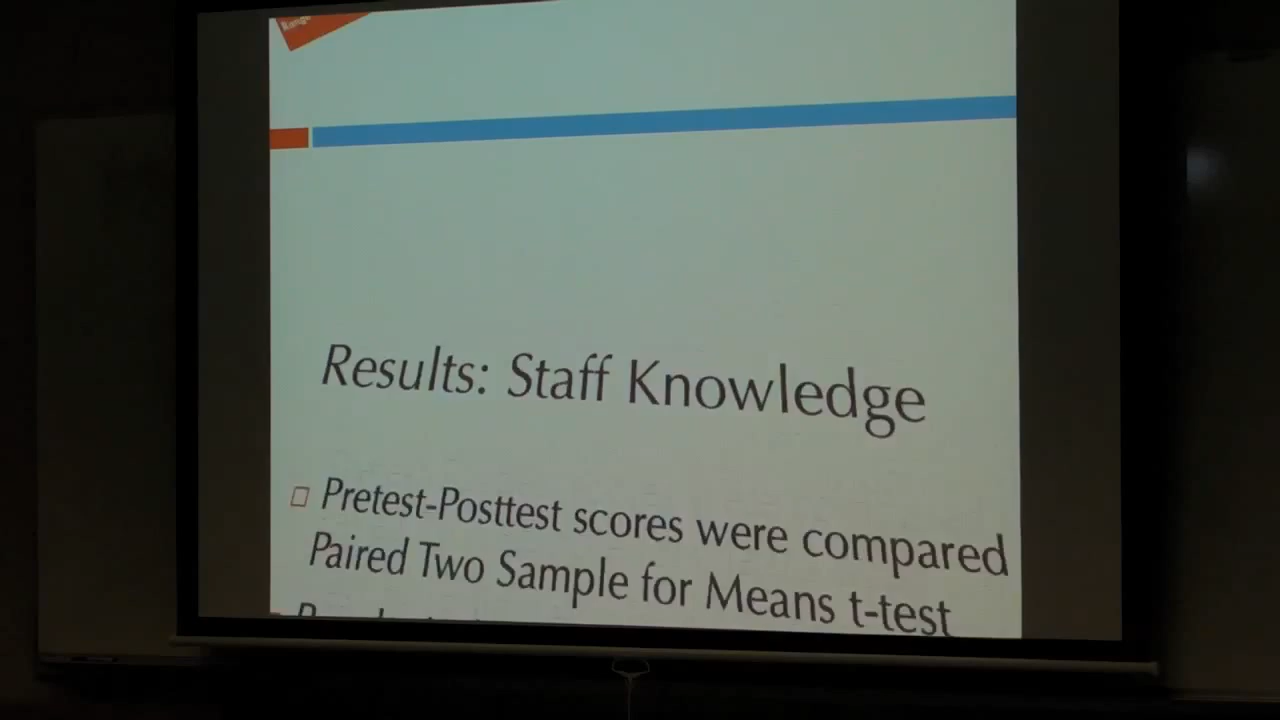 Results: Staff Knowledge
Pretest-Posttest scores were compared
Paired Two Sample for Means t-test